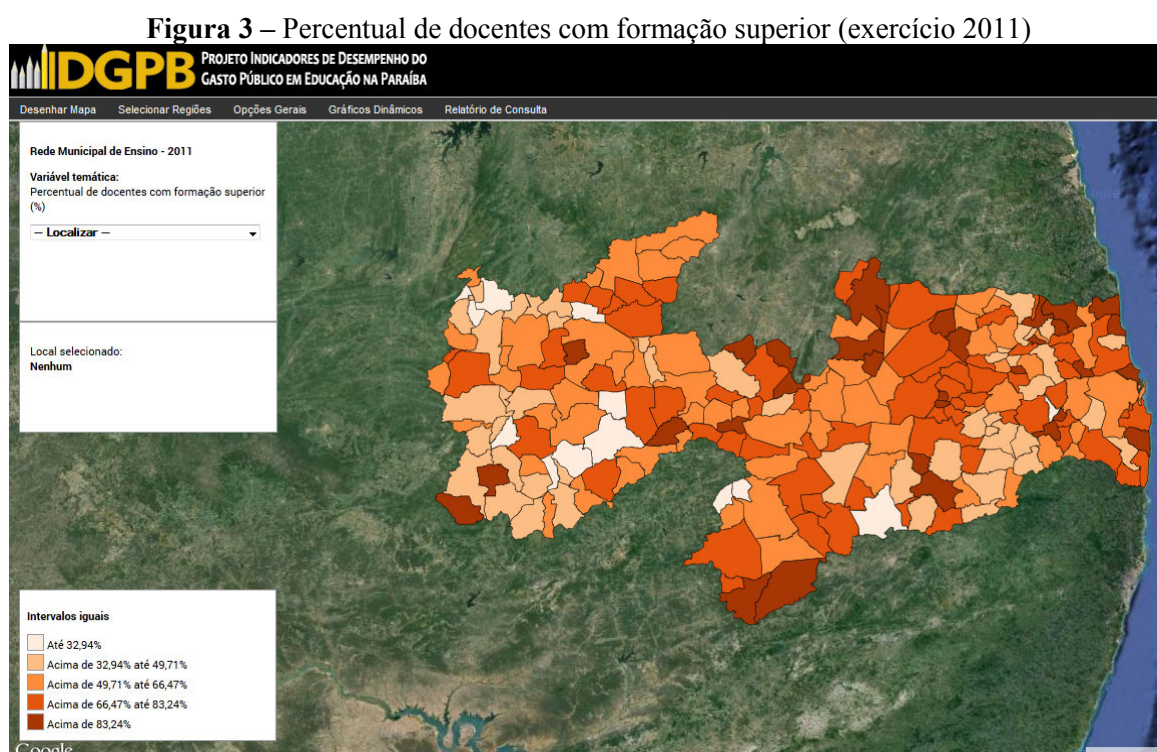 Figura 3 – Percentual de docentes com formação superior (exercício 2011)
IDGPB
PROJETO INDICADORES DE DESEMPENHO DO
GASTO PÚBLICO EM EDUCAÇÃO NA PARAÍBA
Desenhar Mapa Selecionar Regiões Opções Gerais Gráficos Dinâmicos Relatório de Consulta
Rede Municipal de Ensino - 2011
Variável temática:
Percentual de docentes com formação superior
(%)
-- Localizar --
Local selecionado:
Nenhum
Intervalos iguais
Até 32,94%
Acima de 32,94% até 49,71%
Acima de 49,71% até 66,47%
Acima de 66,47% até 83,24%
Acima de 83,24%
Google